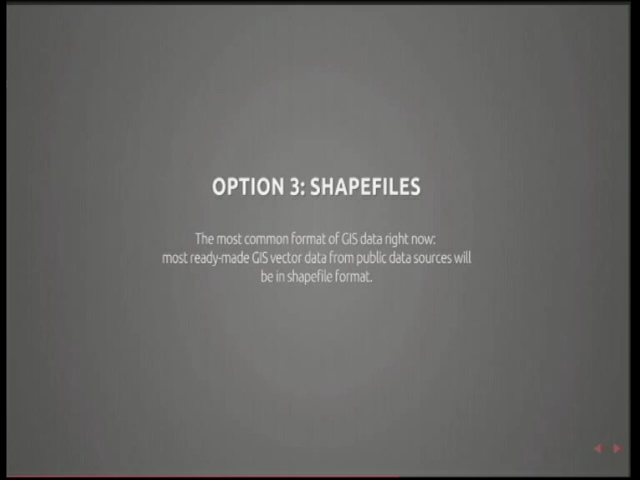 OPTION 3: SHAPEFILES
The most common format of GIS data right now:
most ready-made GIS vector data from public data sources will
be in shapefile format.